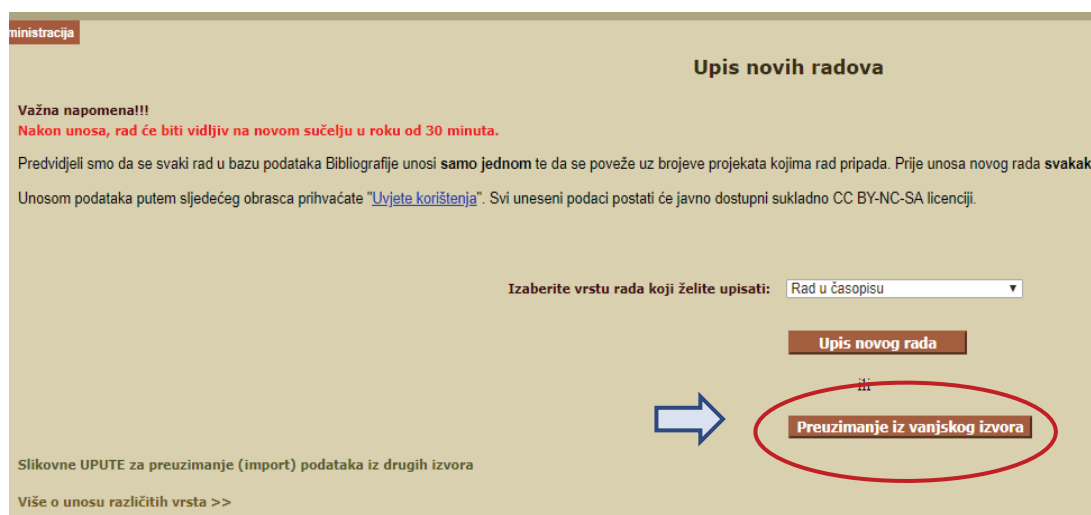 ministracija
Upis novih radova
Važna napomena!!!
Nakon unosa, rad će biti vidljiv na novom sučelju u roku od 30 minuta.
Predvidjeli smo da se svaki rad u bazu podataka Bibliografije unosi samo jednom te da se poveže uz brojeve projekata kojima rad pripada. Prije unosa novog rada svakak
Unosom podataka putem sljedećeg obrasca prihvaćate "Uvjete korištenja". Svi uneseni podaci postati će javno dostupni sukladno CC BY-NC-SA licenciji.
Izaberite vrstu rada koji želite upisati: Rad u časopisu
Upis novog rada
ili
Preuzimanje iz vanjskog izvora
Slikovne UPUTE za preuzimanje (import) podataka iz drugih izvora
Više o unosu različitih vrsta >>